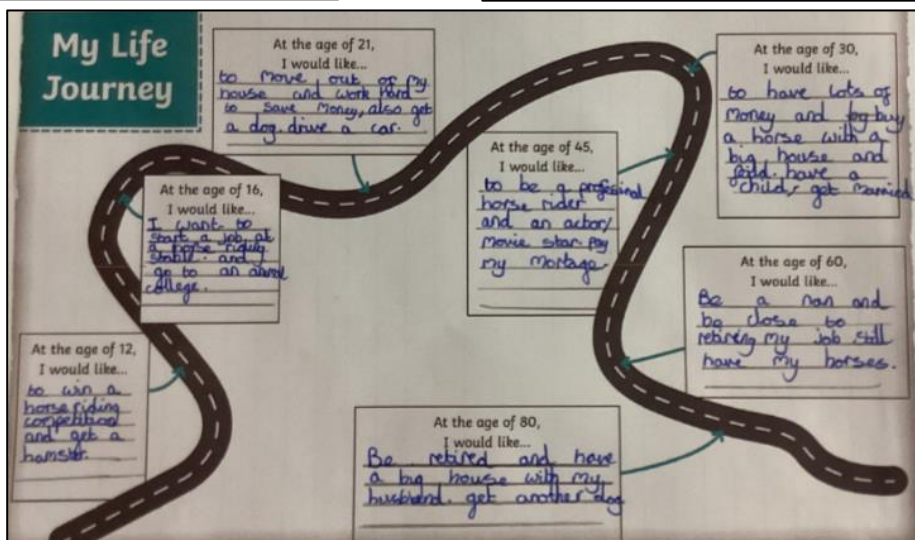 My Life
Journey
At the age of 21,
I would like...
to move out of my
house and work hard
to save money, also get
a dog. drive a car.
At the age of 30,
I would like...
to have lots of
money and buy
a horse with a
big house and
have a
child, get married
At the age of 45,
I would like...
to be a
horse rider
and an actor/
movie star. pay
my mortage.
At the age of 16,
I would like...
I want to
start a job at
a horse riding
stable. and
go to an
college.
At the age of 60,
I would like...
Be a nan and
be close to
retiring my job still
have my horses.
At the age of 12,
I would like...
to win a
horse riding
competition
and get a
hamster.
At the age of 80,
I would like...
Be retired and have
a big house with my
husband. get another dog